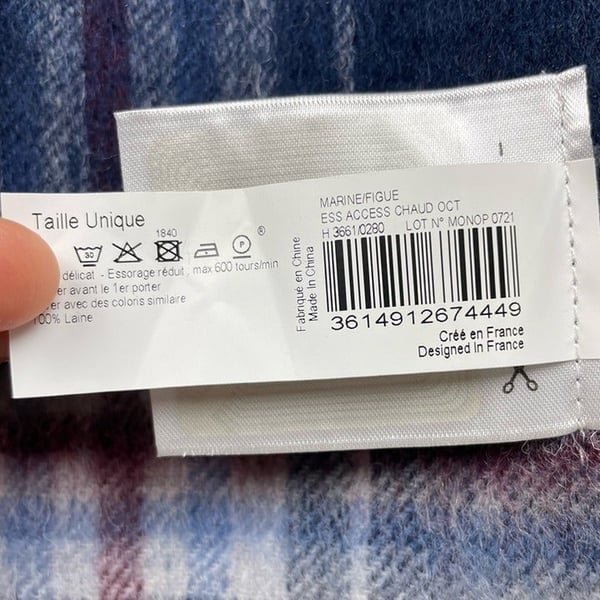 Taille Unique
1840
30
P
®
délicat - Essorage réduit ; max 600 tours/min
avant le 1er porter
avec des coloris similaire
100% Laine
Fabriqué en Chine
Made In China
MARINE/FIGUE
ESS ACCESS CHAUD OCT
H 3661/0280 LOT N° MONOP 0721
3614912674449
Créé en France
Designed In France